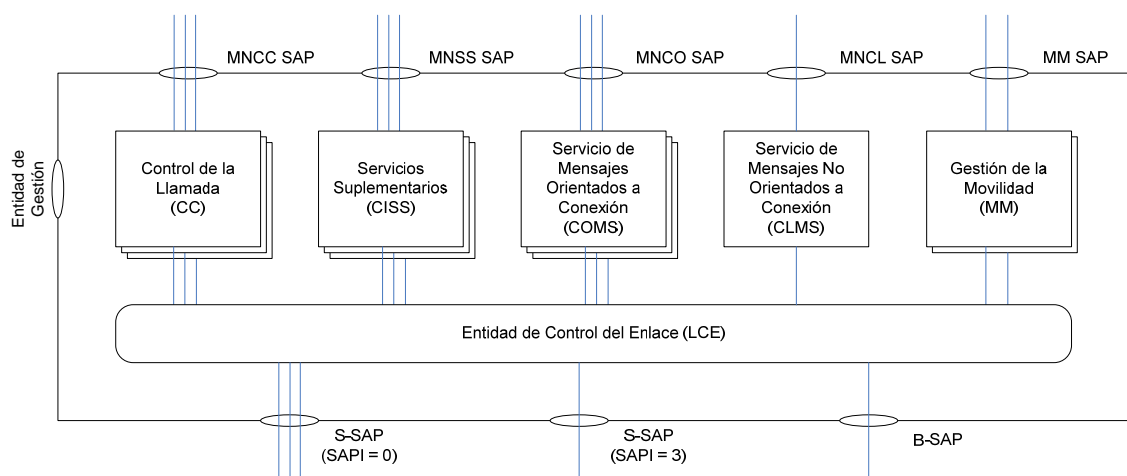 MNCC SAP
MNSS SAP
MNCO SAP
MNCL SAP
MM SAP
Entidad de
Gestión
Control de la
Llamada
(CC)
Servicios
Suplementarios
(CISS)
Servicio de
Mensajes
Orientados a
Conexión
(COMS)
Servicio de
Mensajes No
Orientados a
Conexión
(CLMS)
Gestión de la
Movilidad
(MM)
Entidad de Control del Enlace (LCE)
S-SAP
(SAPI = 0)
S-SAP
(SAPI = 3)
B-SAP